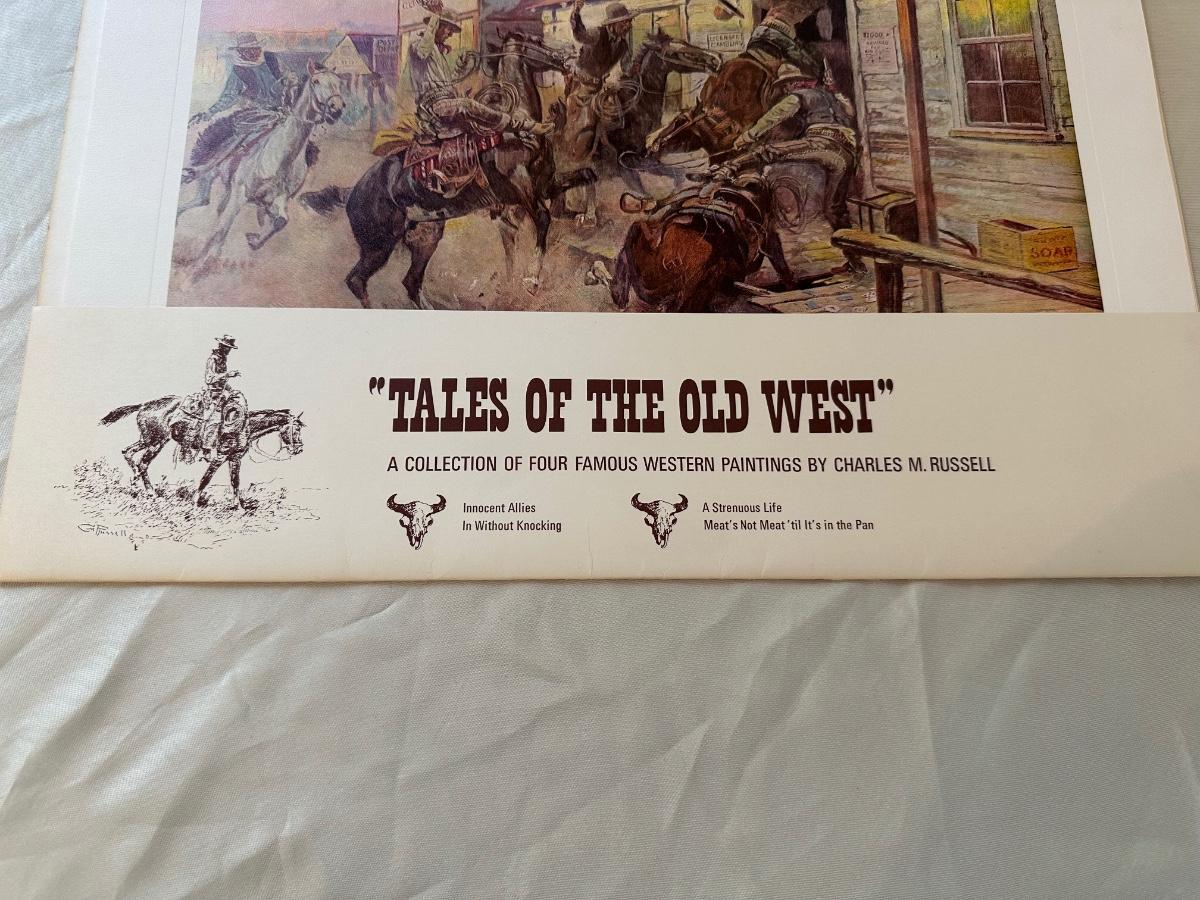 SOAP
“TALES OF THE OLD WEST”
A COLLECTION OF FOUR FAMOUS WESTERN PAINTINGS BY CHARLES M. RUSSELL
Innocent Allies
In Without Knocking
A Strenuous Life
Meat's Not Meat 'til It's in the Pan